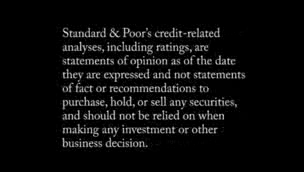 Standard & Poor's credit-related
analyses, including ratings, are
statements of opinion as of the date
they are expressed and not statements
of fact or recommendations to
purchase, hold, or sell any securities,
and should not be relied on when
making any investment or other
business decision.